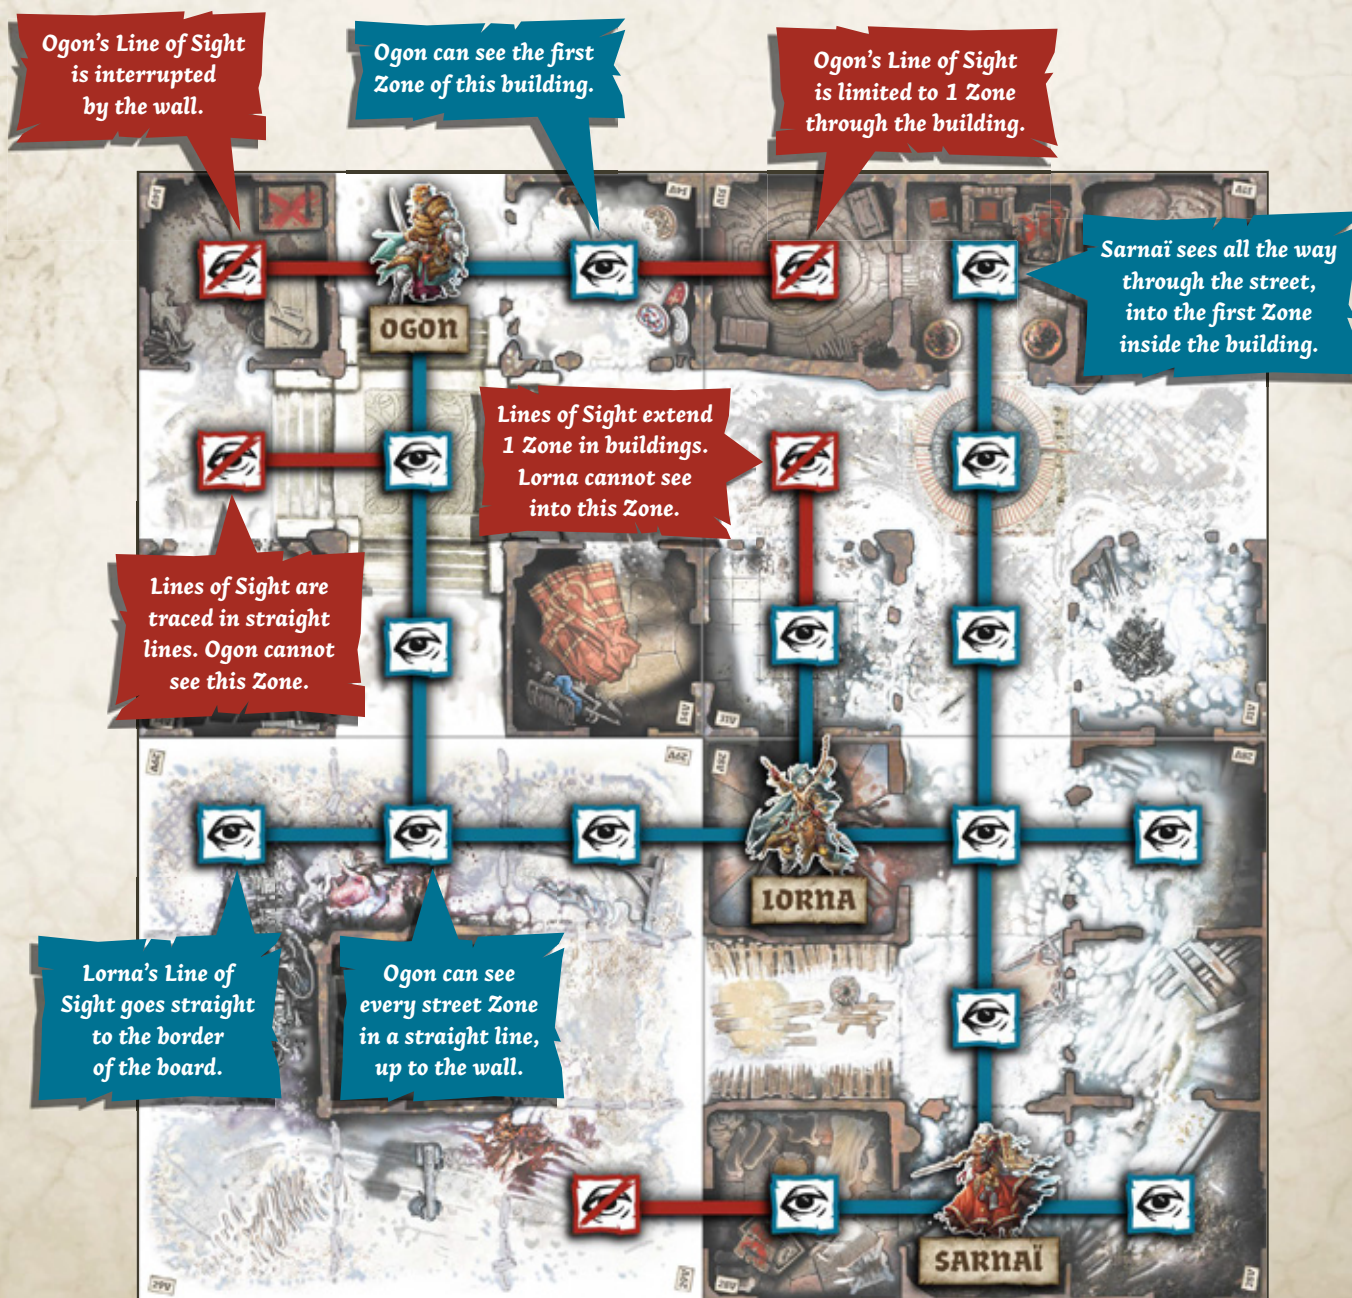 Ogon's Line of Sight
is interrupted
by the wall.
Ogon can see the first
Zone of this building.
Ogon's Line of Sight
is limited to 1 Zone
through the building.
Sarnaï sees all the way
through the street,
into the first Zone
inside the building.
OGON
Lines of Sight extend
1 Zone in buildings.
Lorna cannot see
into this Zone.
Lines of Sight are
traced in straight
lines. Ogon cannot
see this Zone.
LORNA
Lorna's Line of
Sight goes straight
to the border
of the board.
Ogon can see
every street Zone
in a straight line,
up to the wall.
SARNAÏ